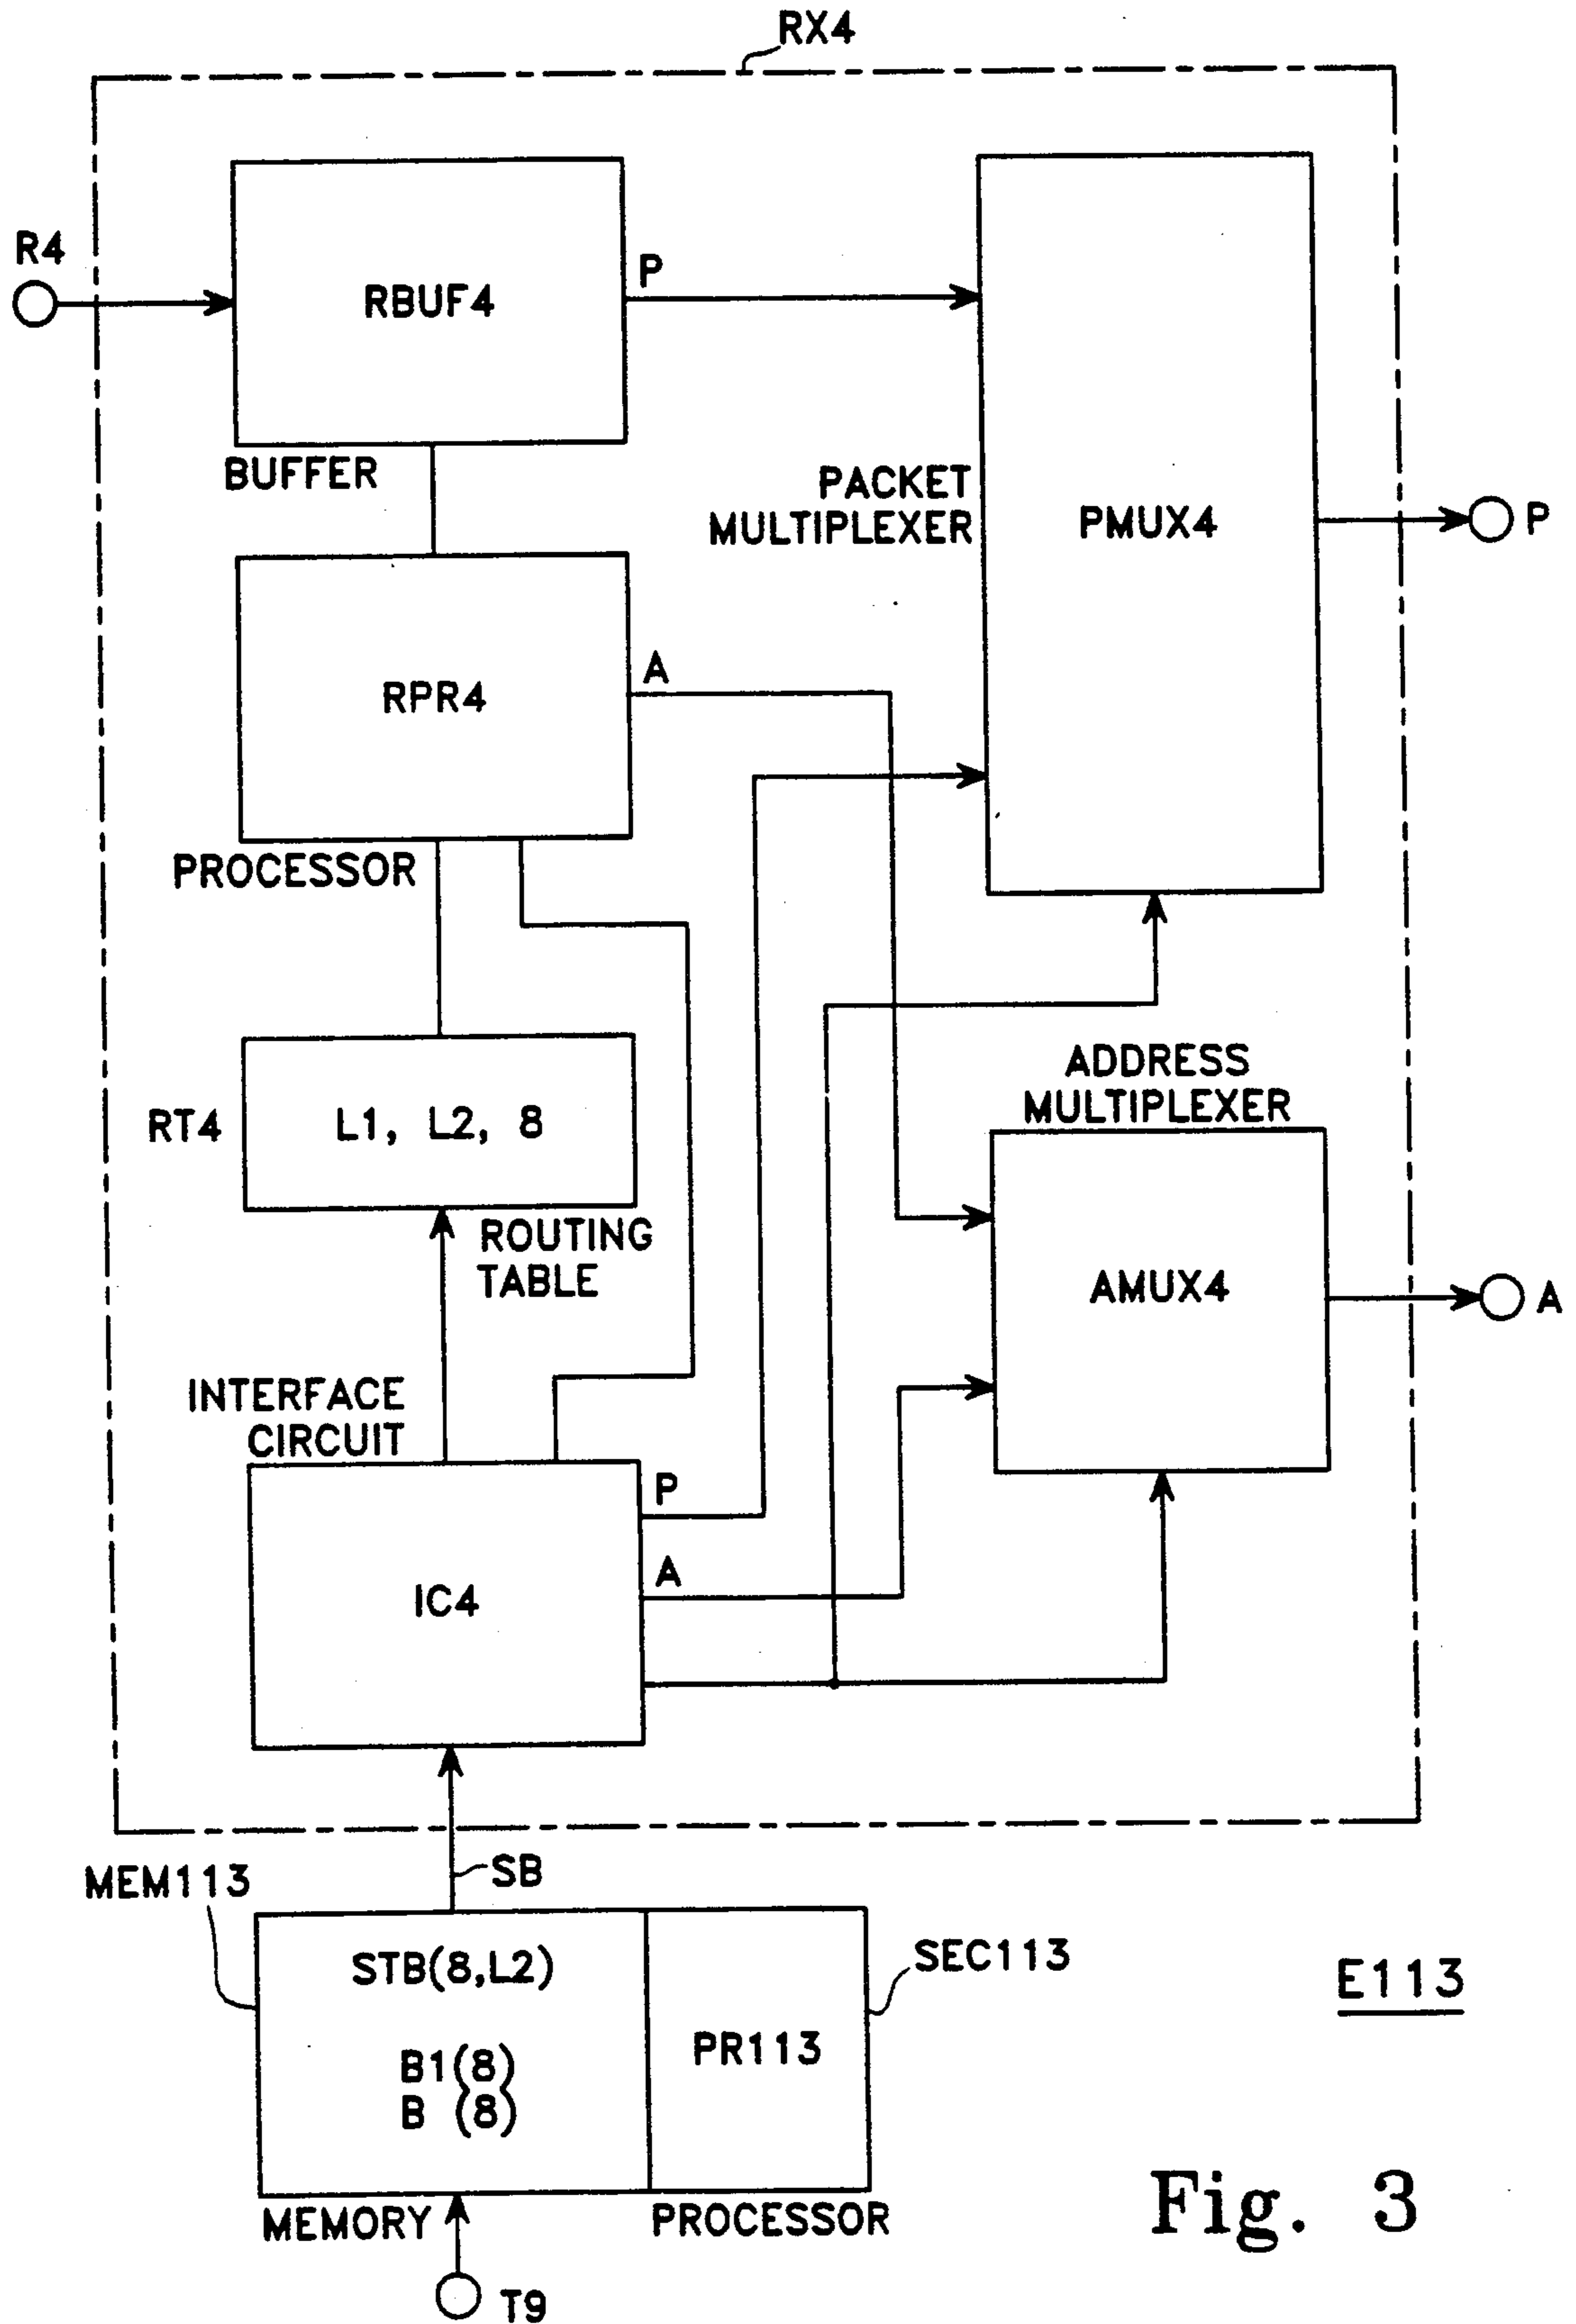 RX4
R4
RBUF4
P
BUFFER
PACKET
MULTIPLEXER
PMUX4
P
RPR4
A
PROCESSOR
RT4
L1, L2, 8
ROUTING
TABLE
ADDRESS
MULTIPLEXER
AMUX4
A
INTERFACE
CIRCUIT
P
A
IC4
SB
MEM113
STB(8,L2)
B1(8)
B (8)
PR113
SEC113
E113
MEMORY
PROCESSOR
T9
Fig. 3